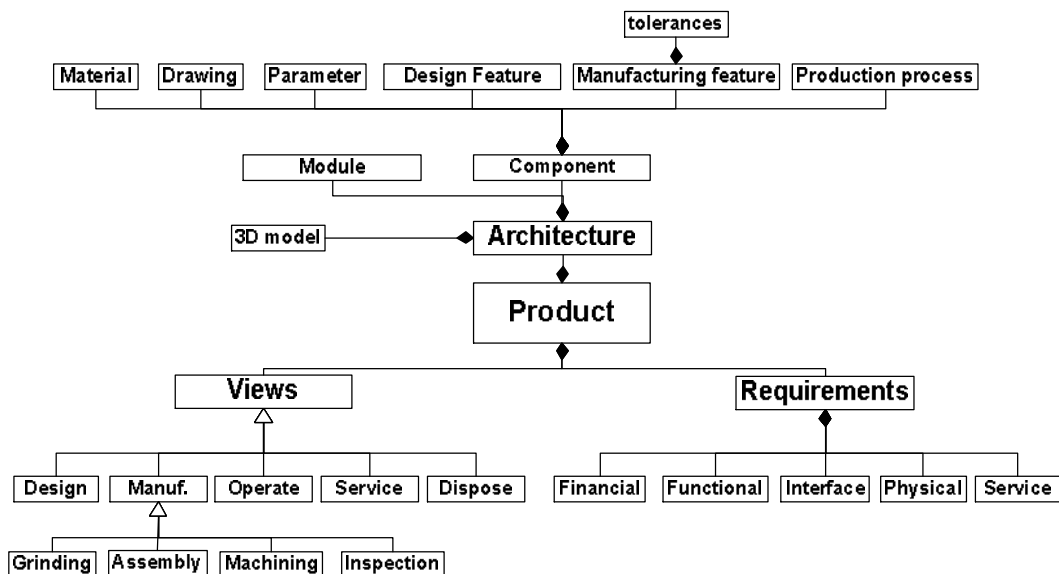 tolerances
Material
Drawing
Parameter
Design Feature
Manufacturing feature
Production process
Module
Component
3D model
Architecture
Product
Views
Requirements
Design
Manuf.
Operate
Service
Dispose
Financial
Functional
Interface
Physical
Service
Grinding
Assembly
Machining
Inspection